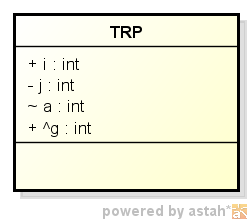 TRP
+ i : int
- j : int
~ a : int
+ ^g : int
powered by astah*